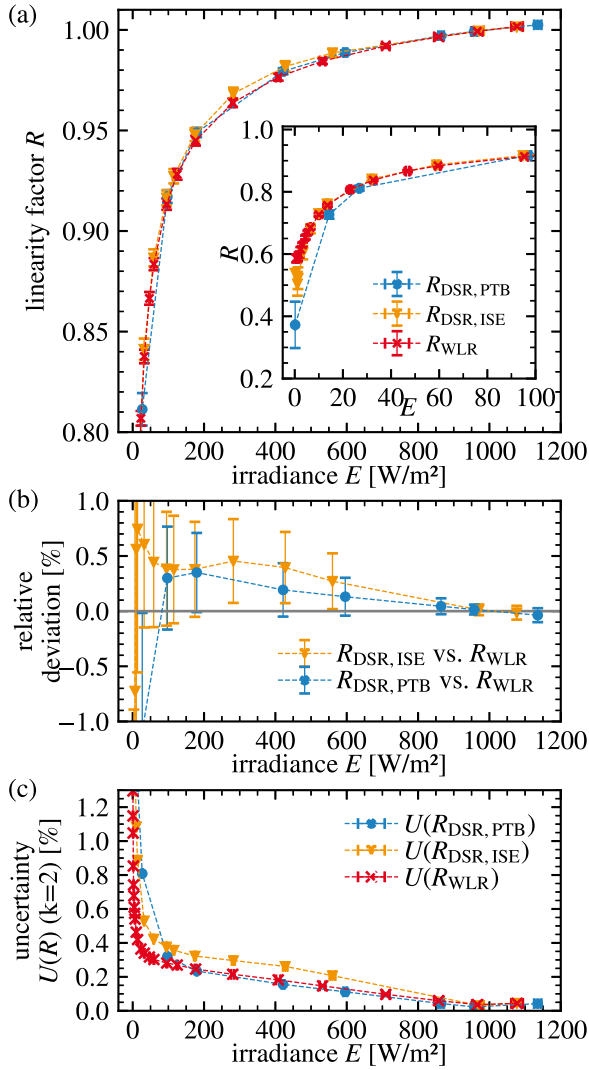 (a)
1.00
0.95
0.90
0.85
0.80
linearity factor R
0 200 400 600 800 1000 1200
irradiance E [W/m²]
1.0
0.8
0.6
0.4
0.2
R
0 20 40 60 80 100
E
R_DSR, PTB
R_DSR, ISE
R_WLR
(b)
1.0
0.5
0.0
−0.5
−1.0
relative
deviation [%]
R_DSR, ISE vs. R_WLR
R_DSR, PTB vs. R_WLR
0 200 400 600 800 1000 1200
irradiance E [W/m²]
(c)
1.2
1.0
0.8
0.6
0.4
0.2
0.0
uncertainty
U(R) (k=2) [%]
U(R_DSR, PTB)
U(R_DSR, ISE)
U(R_WLR)
0 200 400 600 800 1000 1200
irradiance E [W/m²]